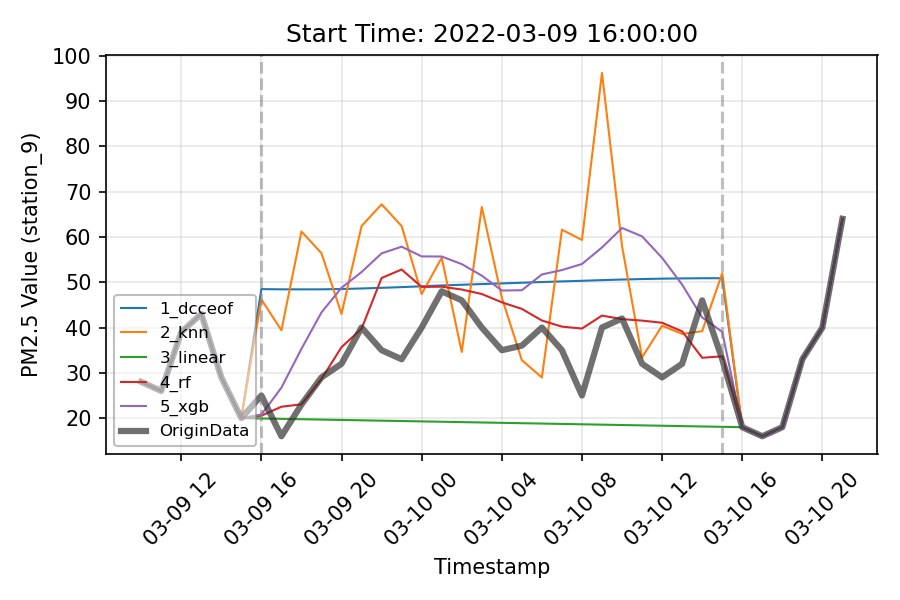 Start Time: 2022-03-09 16:00:00
PM2.5 Value (station_9)
100
90
80
70
60
50
40
30
20
1_dcceof
2_knn
3_linear
4_rf
5_xgb
OriginData
03-09 12
03-09 16
03-09 20
03-10 00
03-10 04
03-10 08
03-10 12
03-10 16
03-10 20
Timestamp